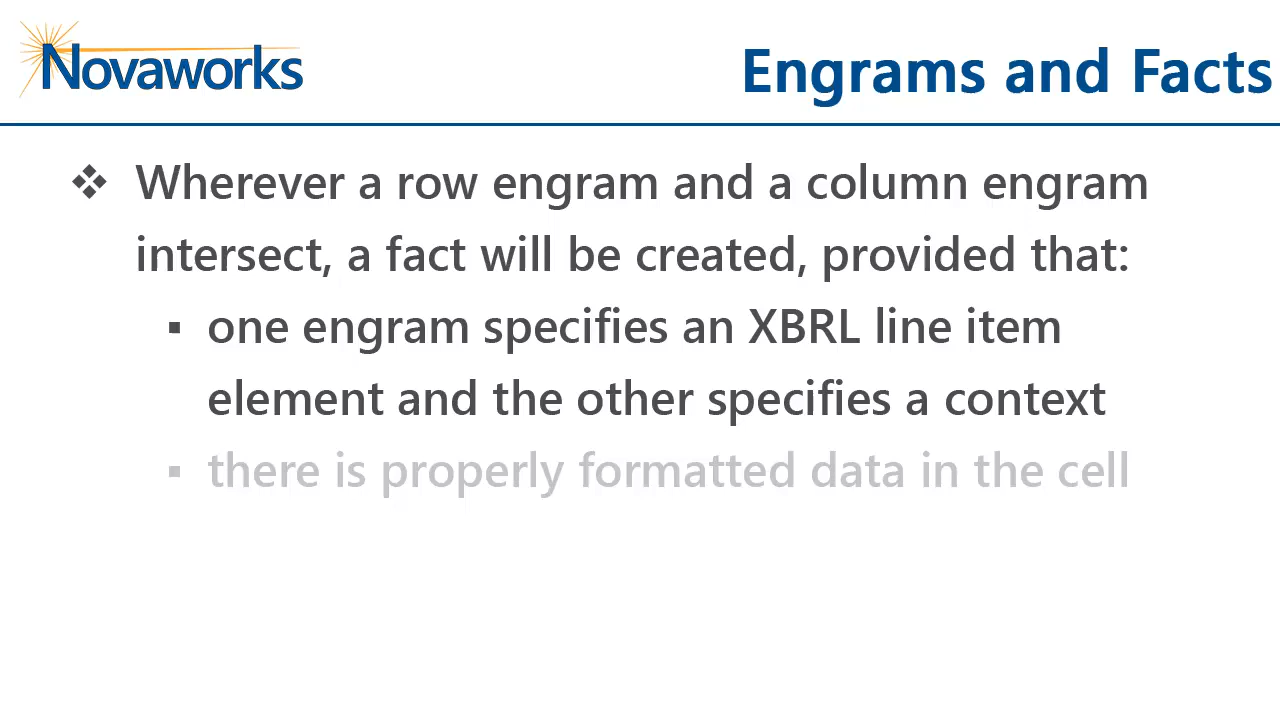 Novaworks
Engrams and Facts
❖ Wherever a row engram and a column engram
intersect, a fact will be created, provided that:
▪ one engram specifies an XBRL line item
element and the other specifies a context
▪ there is properly formatted data in the cell